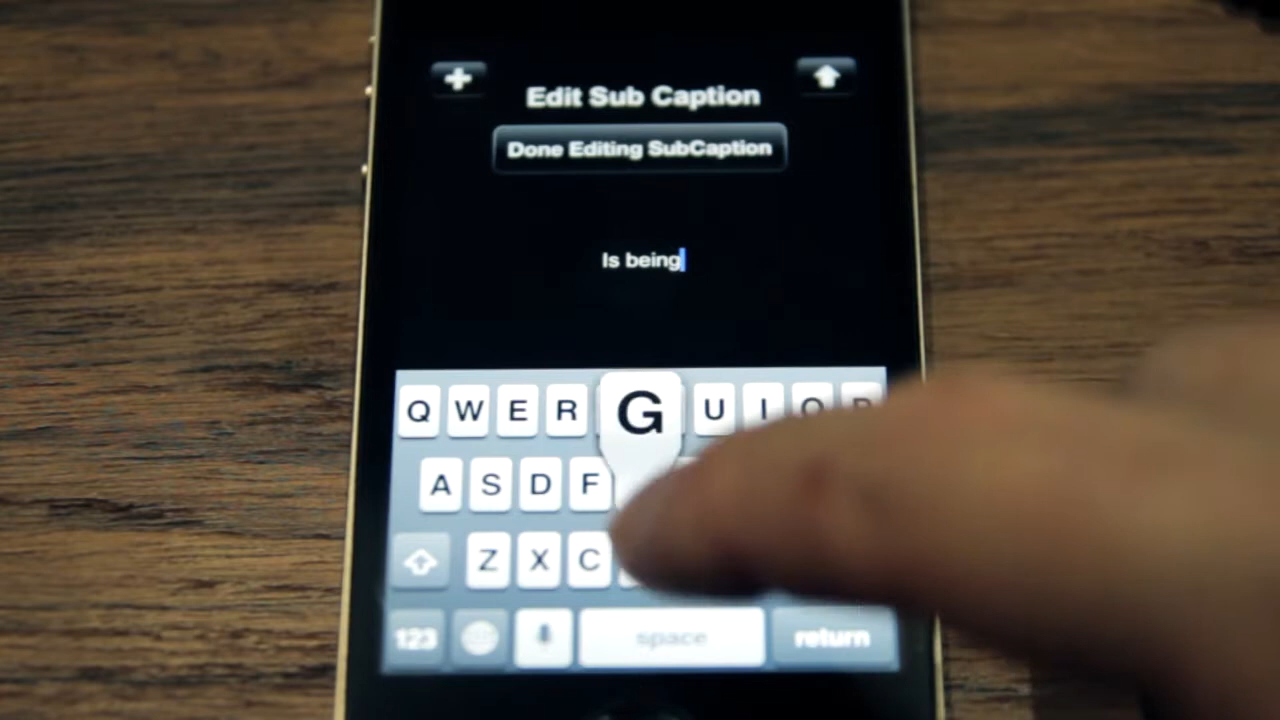 Edit Sub Caption
Done Editing SubCaption
Is being
Q W E R G U I O P
A S D F
Z X C
123 space return